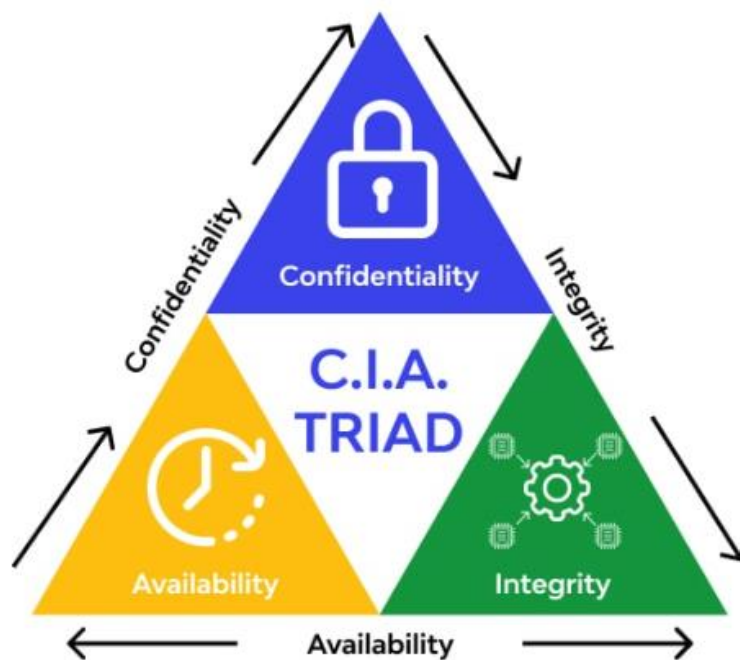 Confidentiality
Confidentiality
Integrity
C.I.A.
TRIAD
Availability
Integrity
Availability